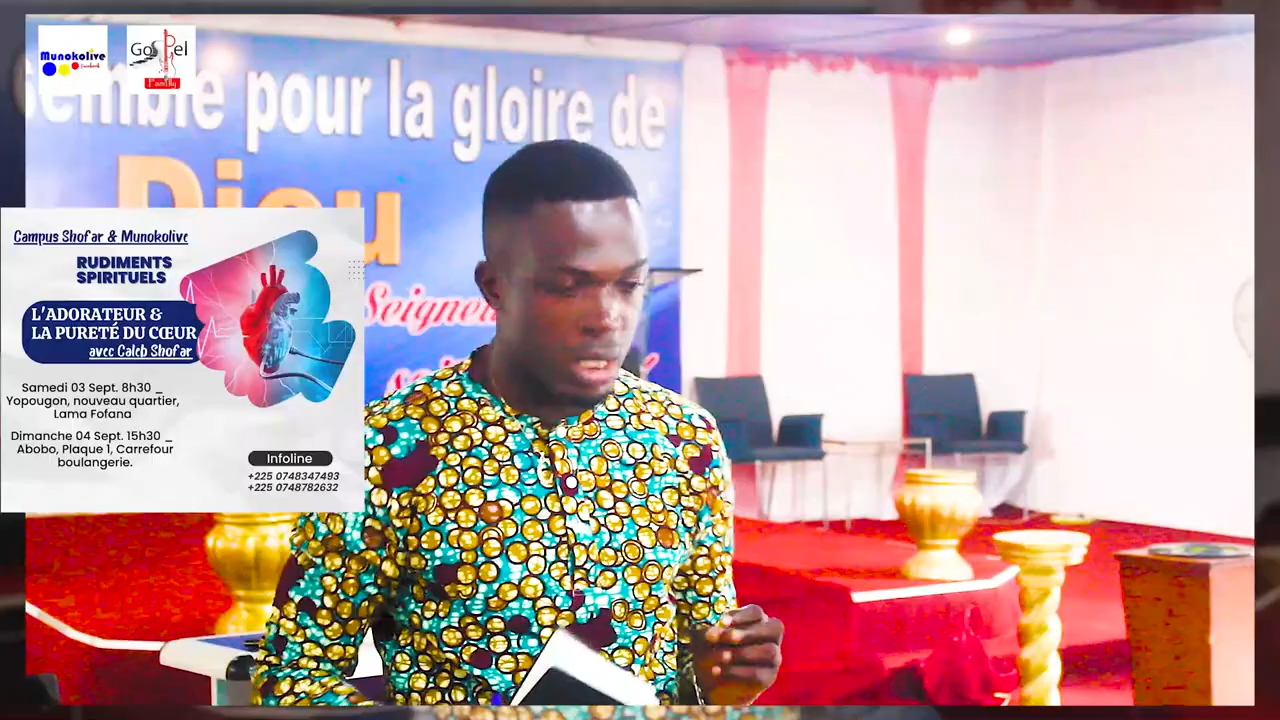 Munokolive
Gospel
Family
semble pour la gloire de
Dieu
Seigneu
Campus Shofar & Munokolive
RUDIMENTS
SPIRITUELS
L'ADORATEUR &
LA PURETÉ DU CŒUR
avec Caleb Shofar
Samedi 03 Sept. 8h30 _
Yopougon, nouveau quartier,
Lama Fofana
Dimanche 04 Sept. 15h30 _
Abobo, Plaque 1, Carrefour
boulangerie.
Infoline
+225 0748347493
+225 0748782632